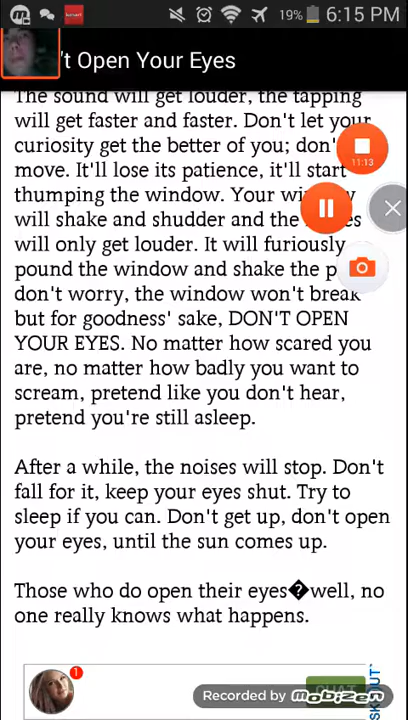 19% 6:15 PM
't Open Your Eyes
The sound will get louder, the tapping
will get faster and faster. Don't let your
curiosity get the better of you; don'
move. It'll lose its patience, it'll start
11:13
thumping the window. Your
will shake and shudder and the
will only get louder. It will furiously
pound the window and shake the
don't worry, the window won't break
but for goodness' sake, DON'T OPEN
YOUR EYES. No matter how scared you
are, no matter how badly you want to
scream, pretend like you don't hear,
pretend you're still asleep.
After a while, the noises will stop. Don't
fall for it, keep your eyes shut. Try to
sleep if you can. Don't get up, don't open
your eyes, until the sun comes up.
Those who do open their eyes�well, no
one really knows what happens.
1
Recorded by Mobizen